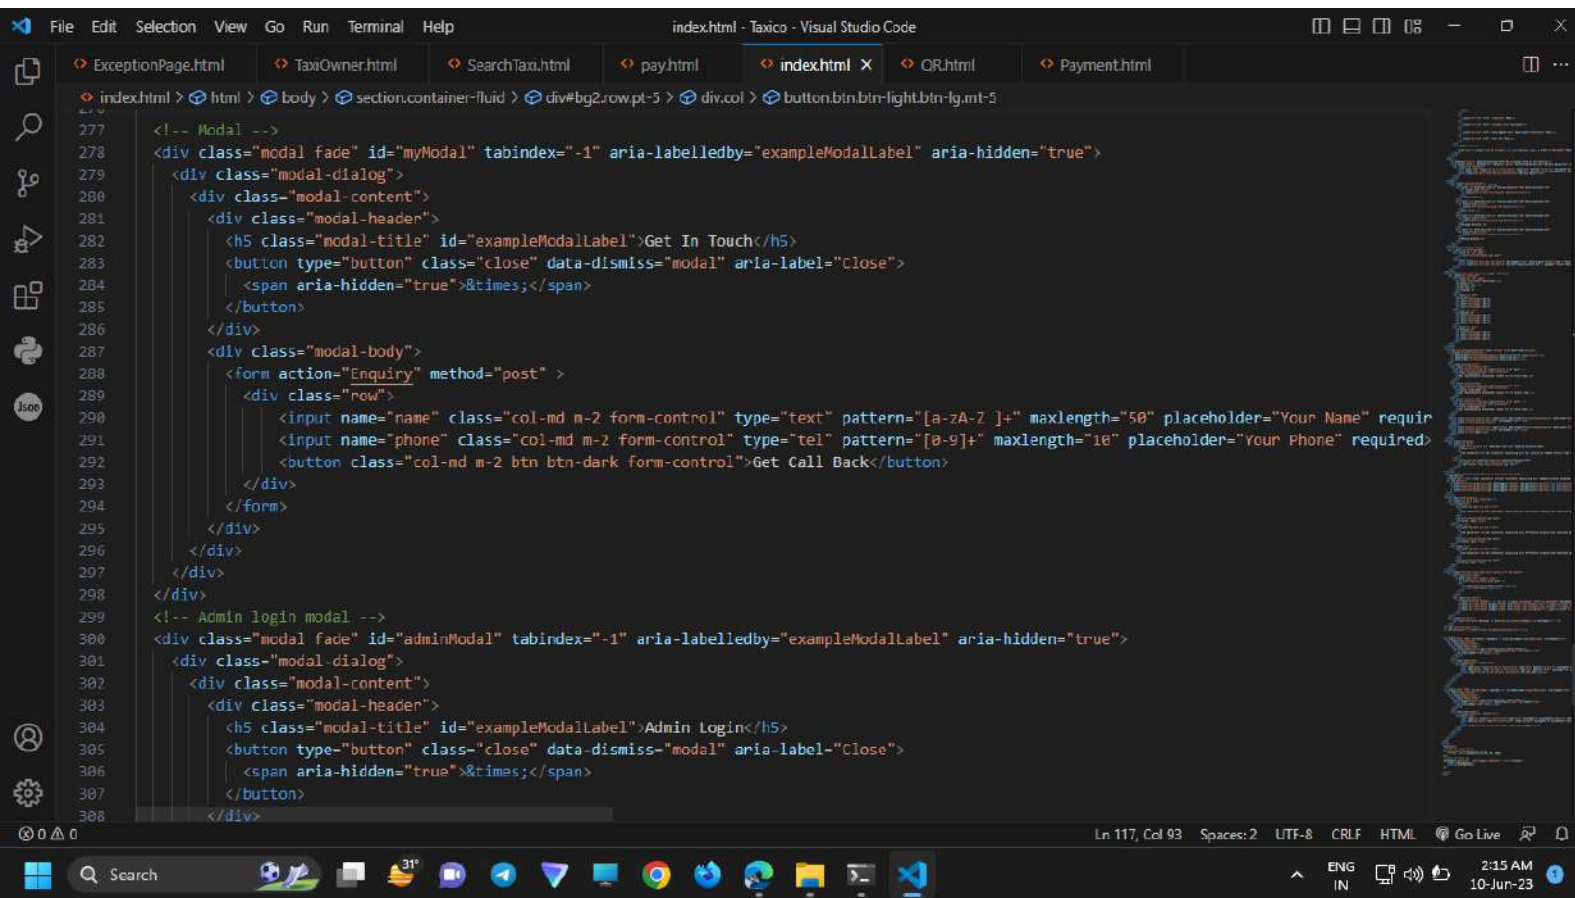 File Edit Selection View Go Run Terminal Help index.html - Taxico - Visual Studio Code
ExceptionPage.html TaxiOwner.html SearchTaxi.html pay.html index.html X QR.html Payment.html
index.html > html > body > section.container-fluid > div#bg2.row.pt-5 > div.col > button.btn.btn-light.btn-lg.mt-5
277 <!-- Modal -->
278 <div class="modal fade" id="myModal" tabindex="-1" aria-labelledby="exampleModalLabel" aria-hidden="true">
279 <div class="modal-dialog">
280 <div class="modal-content">
281 <div class="modal-header">
282 <h5 class="modal-title" id="exampleModalLabel">Get In Touch</h5>
283 <button type="button" class="close" data-dismiss="modal" aria-label="Close">
284 <span aria-hidden="true">&times;</span>
285 </button>
286 </div>
287 <div class="modal-body">
288 <form action="Enquiry" method="post" >
289 <div class="row">
290 <input name="name" class="col-md m-2 form-control" type="text" pattern="[a-zA-Z ]+" maxlength="50" placeholder="Your Name" requir
291 <input name="phone" class="col-md m-2 form-control" type="tel" pattern="[0-9]+" maxlength="10" placeholder="Your Phone" required>
292 <button class="col-md m-2 btn btn-dark form-control">Get Call Back</button>
293 </div>
294 </form>
295 </div>
296 </div>
297 </div>
298 </div>
299 <!-- Admin login modal -->
300 <div class="modal fade" id="adminModal" tabindex="-1" aria-labelledby="exampleModalLabel" aria-hidden="true">
301 <div class="modal-dialog">
302 <div class="modal-content">
303 <div class="modal-header">
304 <h5 class="modal-title" id="exampleModalLabel">Admin Login</h5>
305 <button type="button" class="close" data-dismiss="modal" aria-label="Close">
306 <span aria-hidden="true">&times;</span>
307 </button>
308 </div>
Json
0 0 Ln 117, Col 93 Spaces: 2 UTF-8 CRLF HTML Go Live
Search 31° ENG IN 2:15 AM 10-Jun-23 1